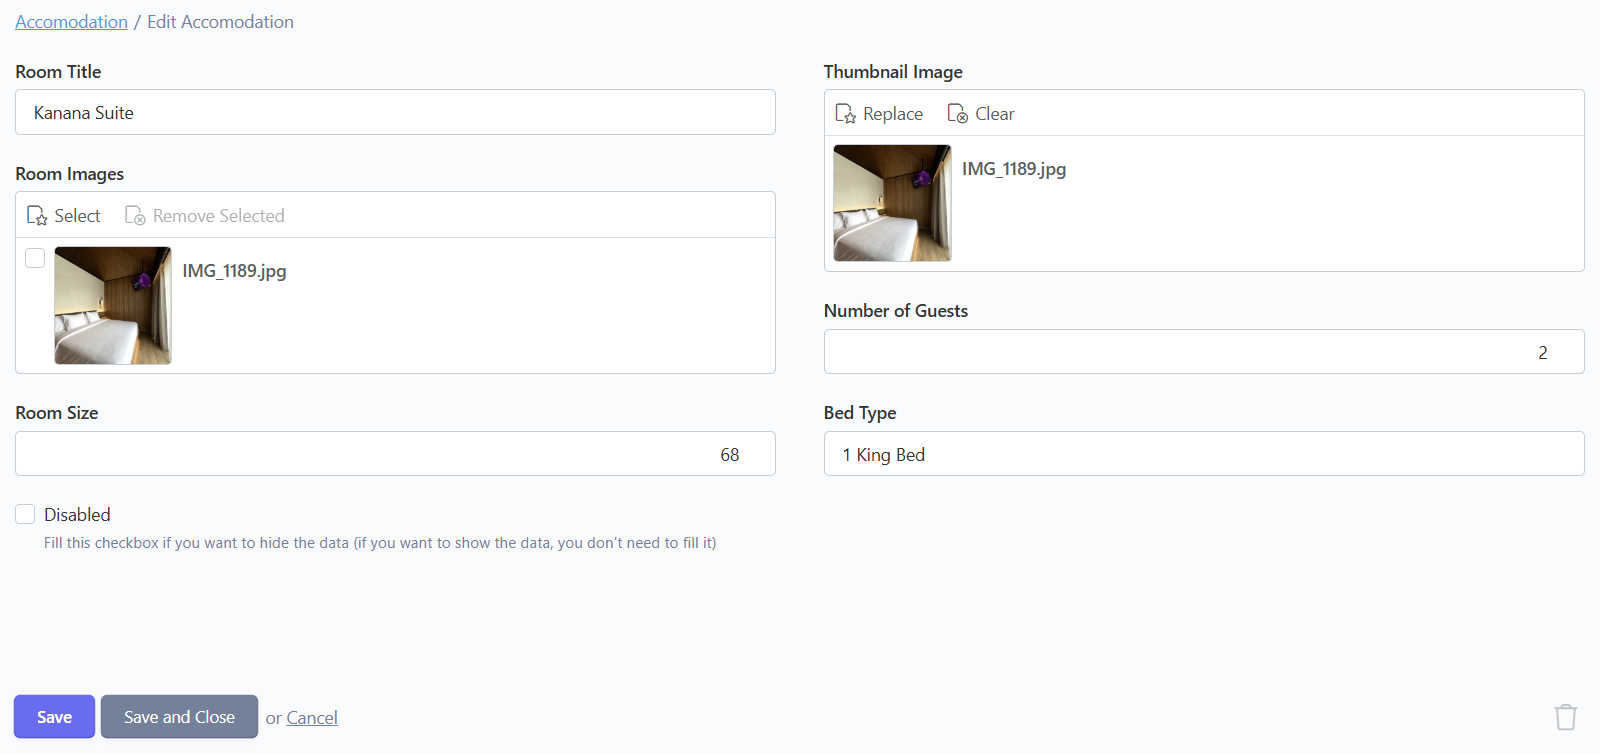 Accomodation / Edit Accomodation
Room Title
Kanana Suite
Thumbnail Image
Replace Clear
IMG_1189.jpg
Room Images
Select Remove Selected
IMG_1189.jpg
Number of Guests
2
Room Size
68
Bed Type
1 King Bed
Disabled
Fill this checkbox if you want to hide the data (if you want to show the data, you don't need to fill it)
Save Save and Close or Cancel